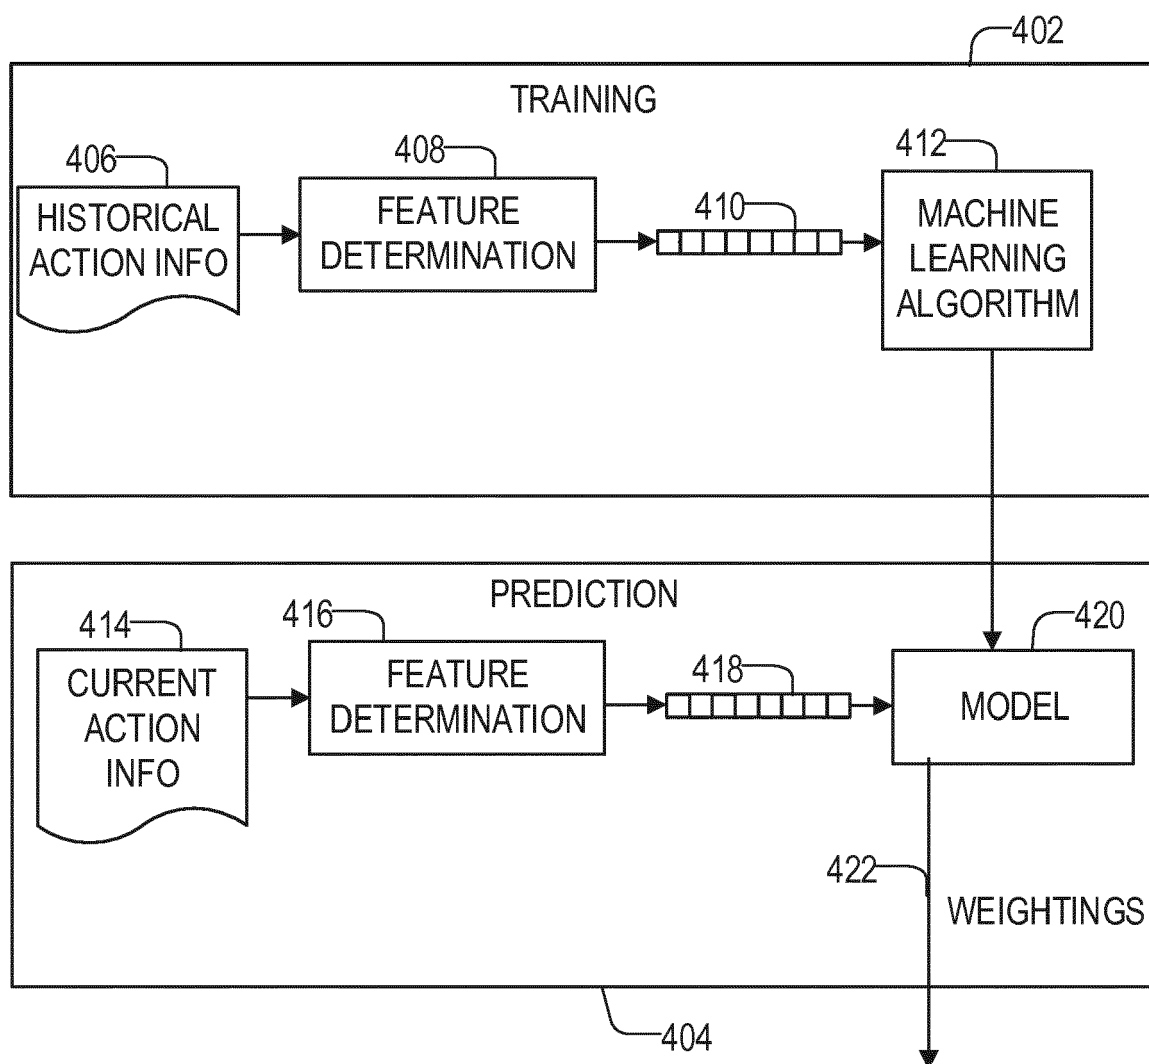 402
TRAINING
406
408
412
HISTORICAL
ACTION INFO
FEATURE
DETERMINATION
410
MACHINE
LEARNING
ALGORITHM
PREDICTION
414
416
418
420
CURRENT
ACTION
INFO
FEATURE
DETERMINATION
MODEL
422
WEIGHTINGS
404